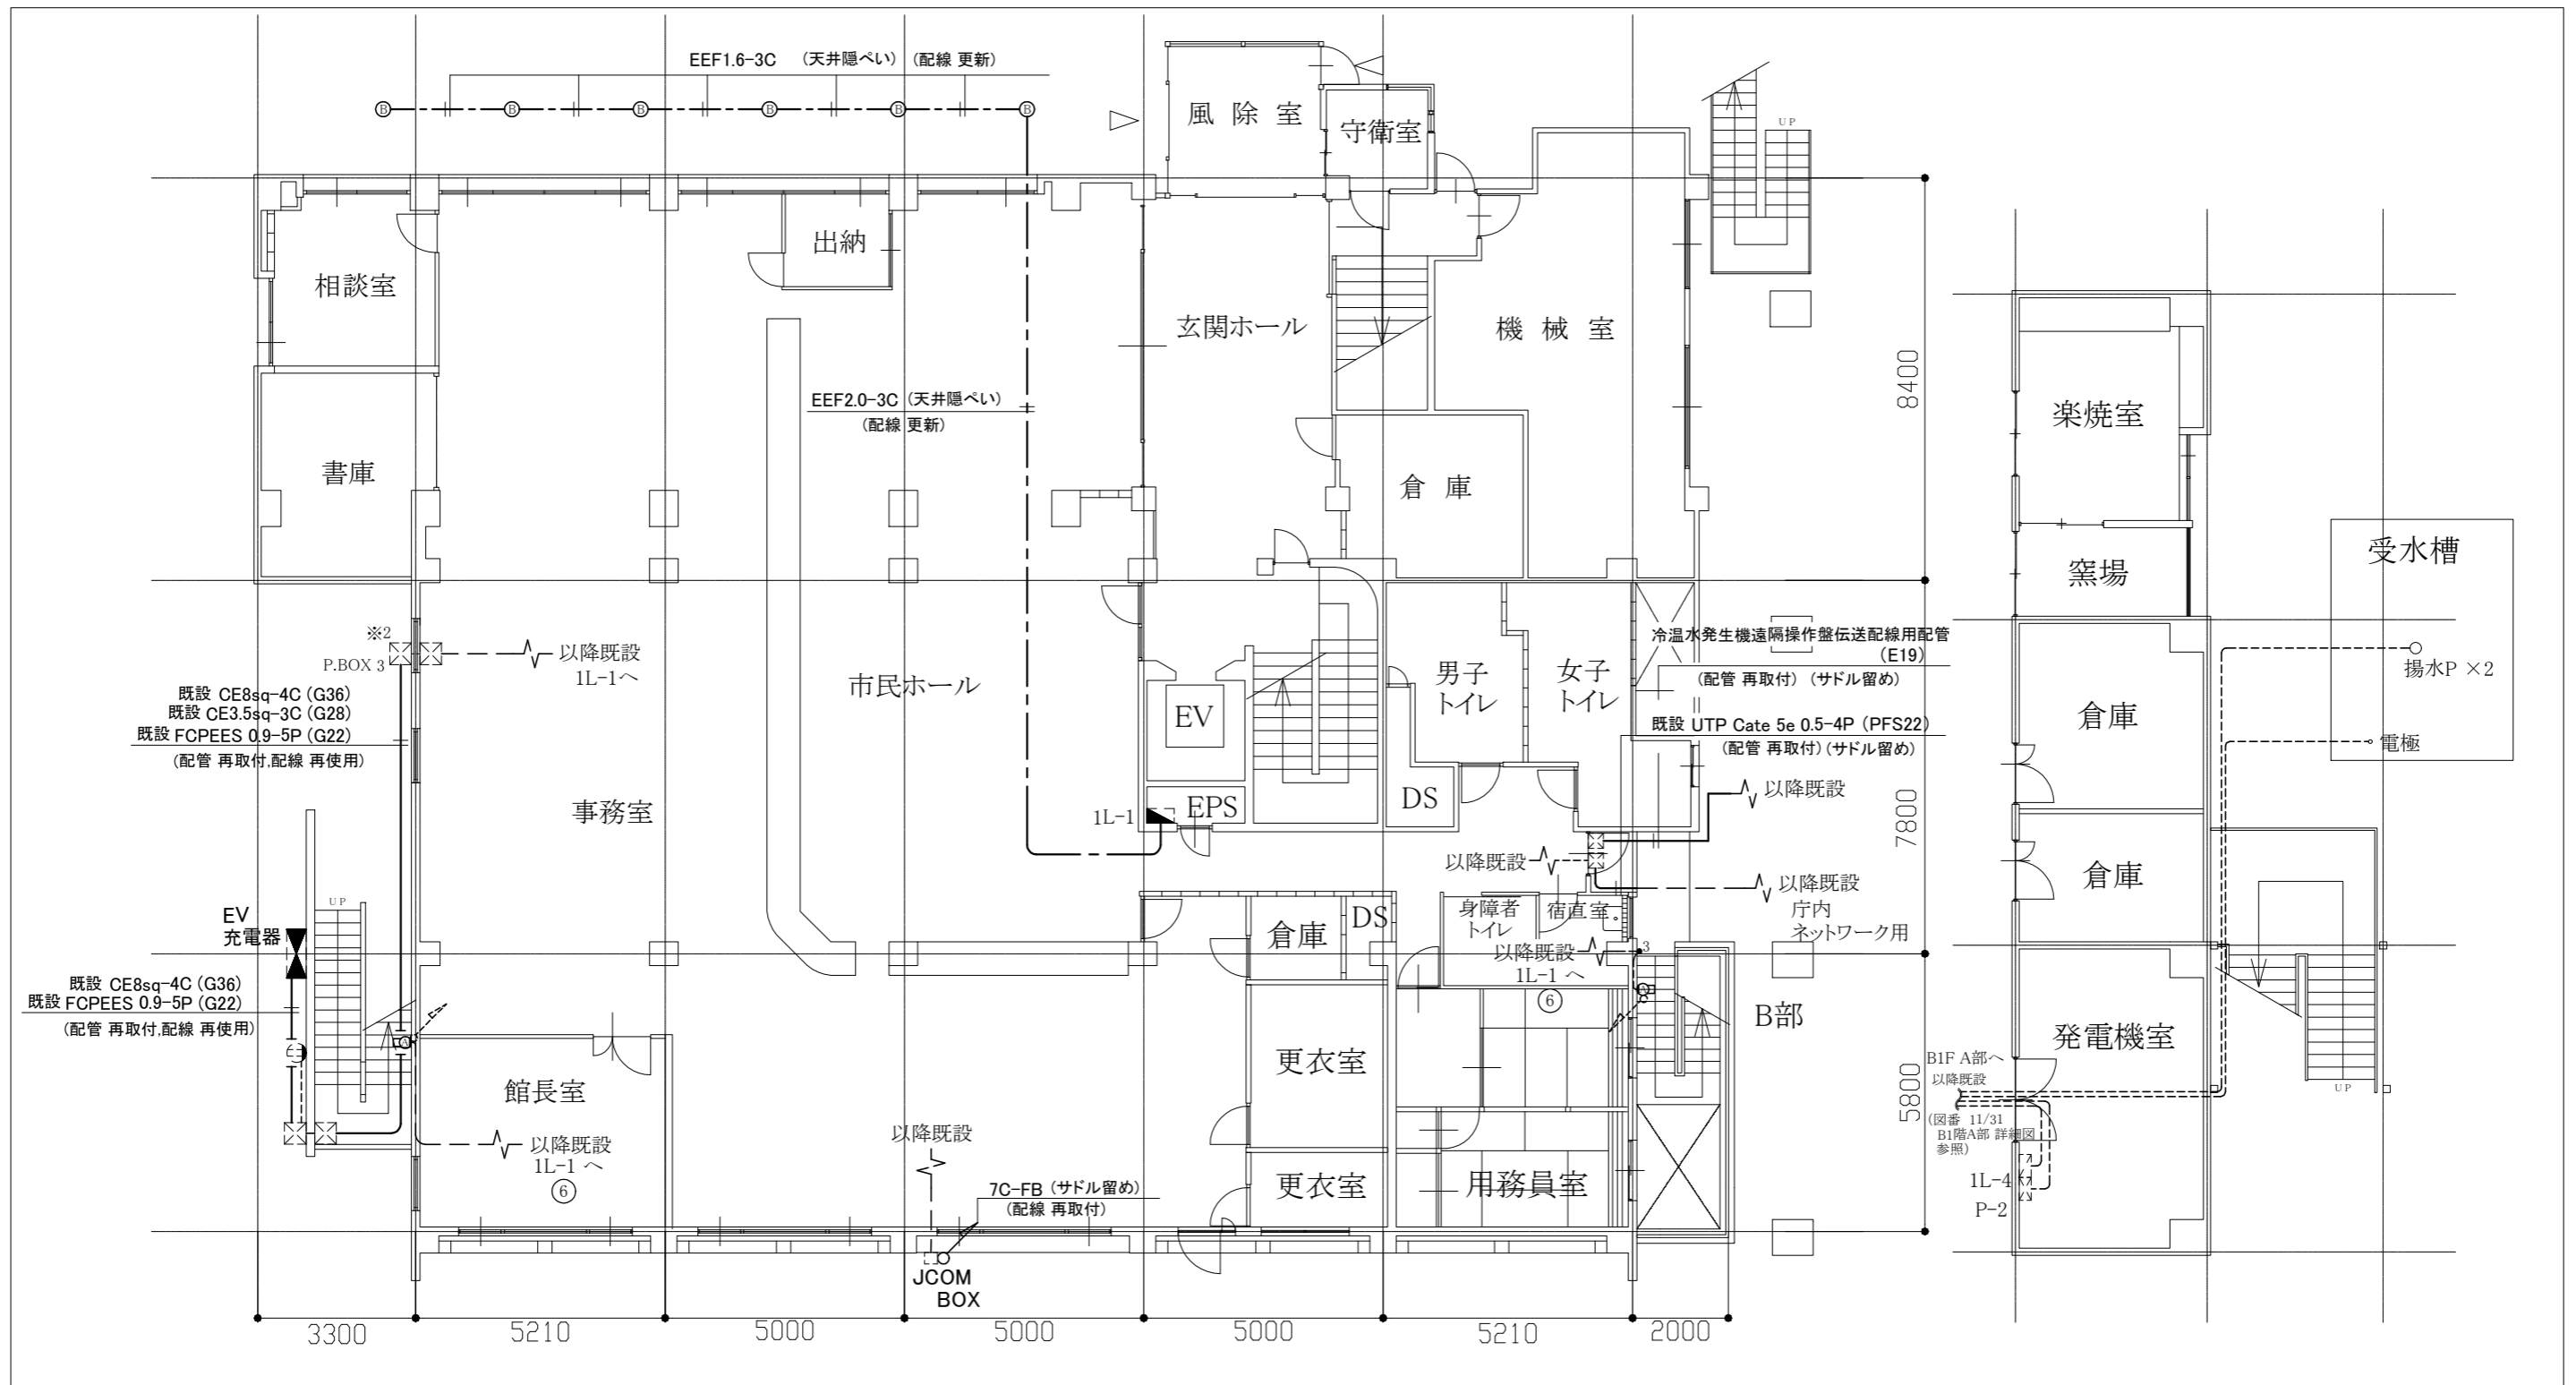 EEF1.6-3C （天井隠ぺい）（配線 更新）
B B B B B B
風 除 室
守衛室
UP
出納
相談室
玄関ホール
機 械 室
8400
EEF2.0-3C（天井隠ぺい）
（配線 更新）
楽焼室
書庫
倉 庫
受水槽
窯場
※2
P.BOX 3
以降既設
1L-1へ
冷温水発生機遠隔操作盤伝送配線用配管
（E19）
（配管 再取付）（サドル留め）
揚水P ×2
既設 CE8sq-4C（G36）
既設 CE3.5sq-3C（G28）
既設 FCPEES 0.9-5P（G22）
（配管 再取付,配線 再使用）
市民ホール
EV
男子
トイレ
女子
トイレ
既設 UTP Cate 5e 0.5-4P（PFS22）
（配管 再取付）（サドル留め）
倉庫
電極
事務室
1L-1
EPS
DS
以降既設
7800
以降既設
以降既設
庁内
ネットワーク用
倉庫
UP
EV
充電器
倉庫
DS
身障者
トイレ
宿直室
以降既設
1L-1 へ
⑥
3
既設 CE8sq-4C（G36）
既設 FCPEES 0.9-5P（G22）
（配管 再取付,配線 再使用）
B部
発電機室
更衣室
館長室
B1F A部へ
以降既設
（図番 11/31
B1階A部 詳細図
参照）
UP
5800
以降既設
1L-1 へ
⑥
以降既設
7C-FB（サドル留め）
（配線 再取付）
更衣室
用務員室
1L-4
P-2
JCOM
BOX
3300 5210 5000 5000 5000 5210 2000